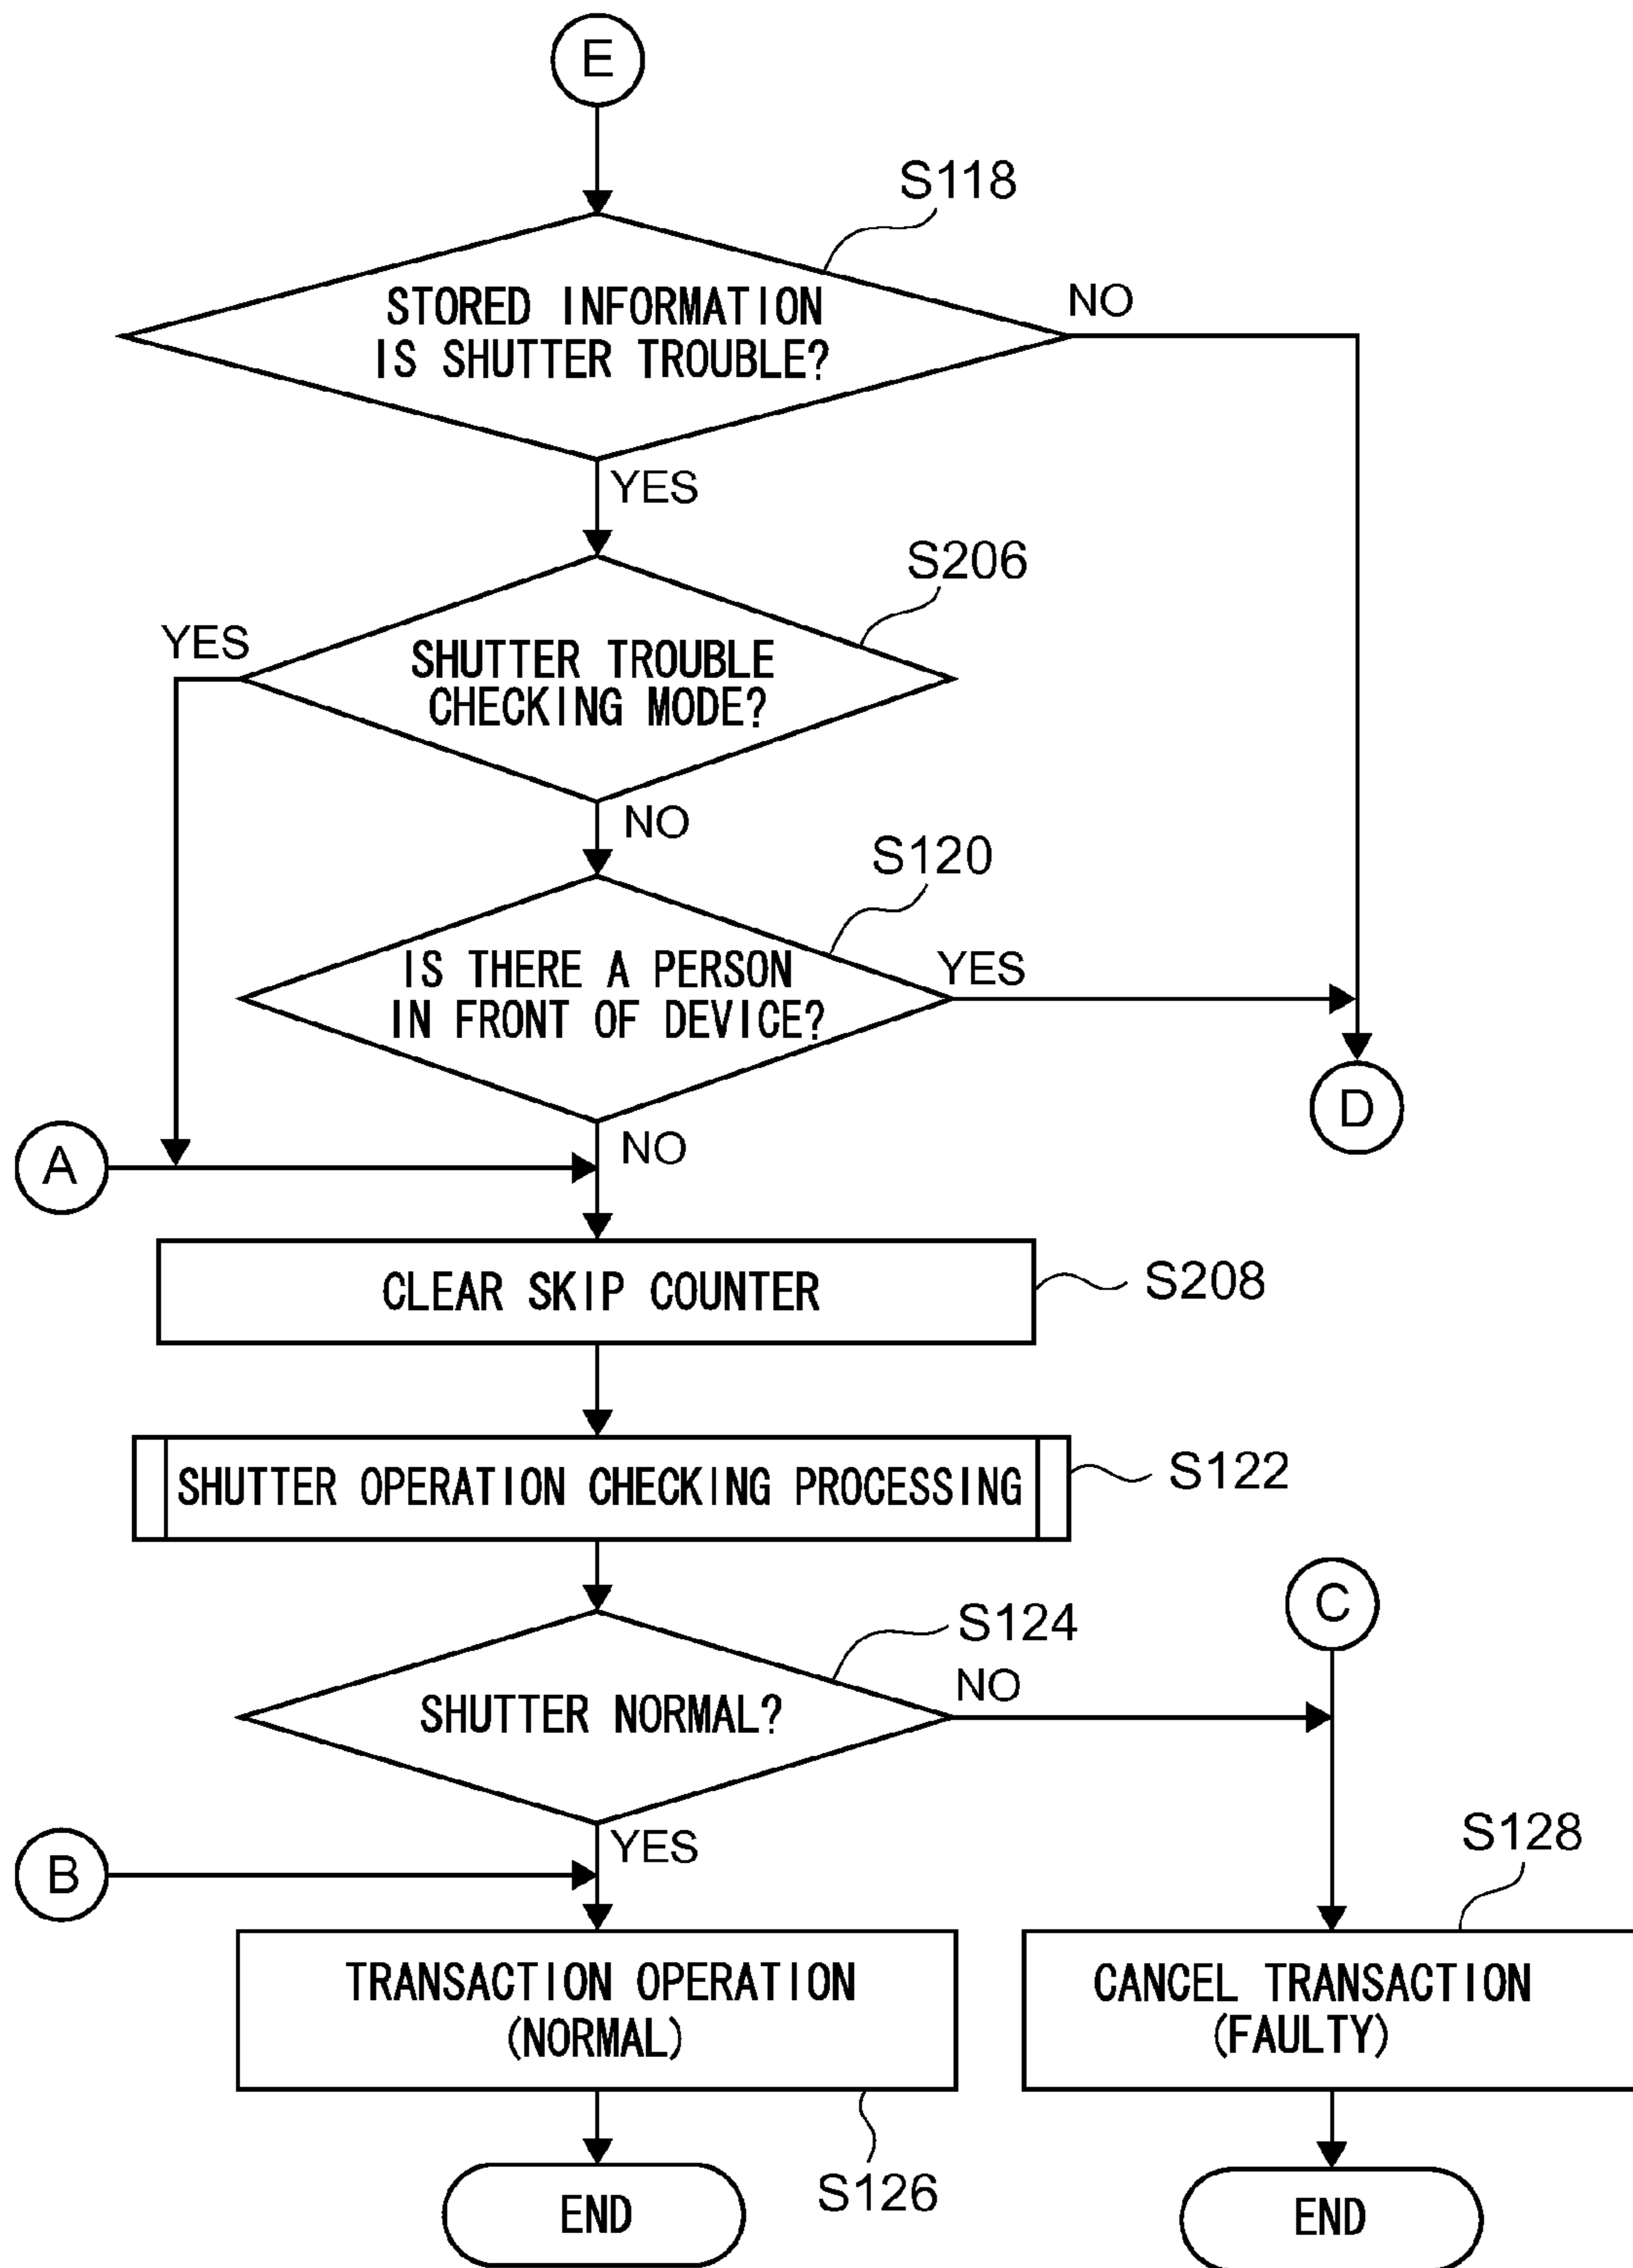 E
S118
STORED INFORMATION
IS SHUTTER TROUBLE?
NO
YES
S206
YES
SHUTTER TROUBLE
CHECKING MODE?
NO
S120
IS THERE A PERSON
IN FRONT OF DEVICE?
YES
D
A
NO
CLEAR SKIP COUNTER
S208
SHUTTER OPERATION CHECKING PROCESSING
S122
C
S124
SHUTTER NORMAL?
NO
YES
B
S128
TRANSACTION OPERATION
(NORMAL)
CANCEL TRANSACTION
(FAULTY)
S126
END
END